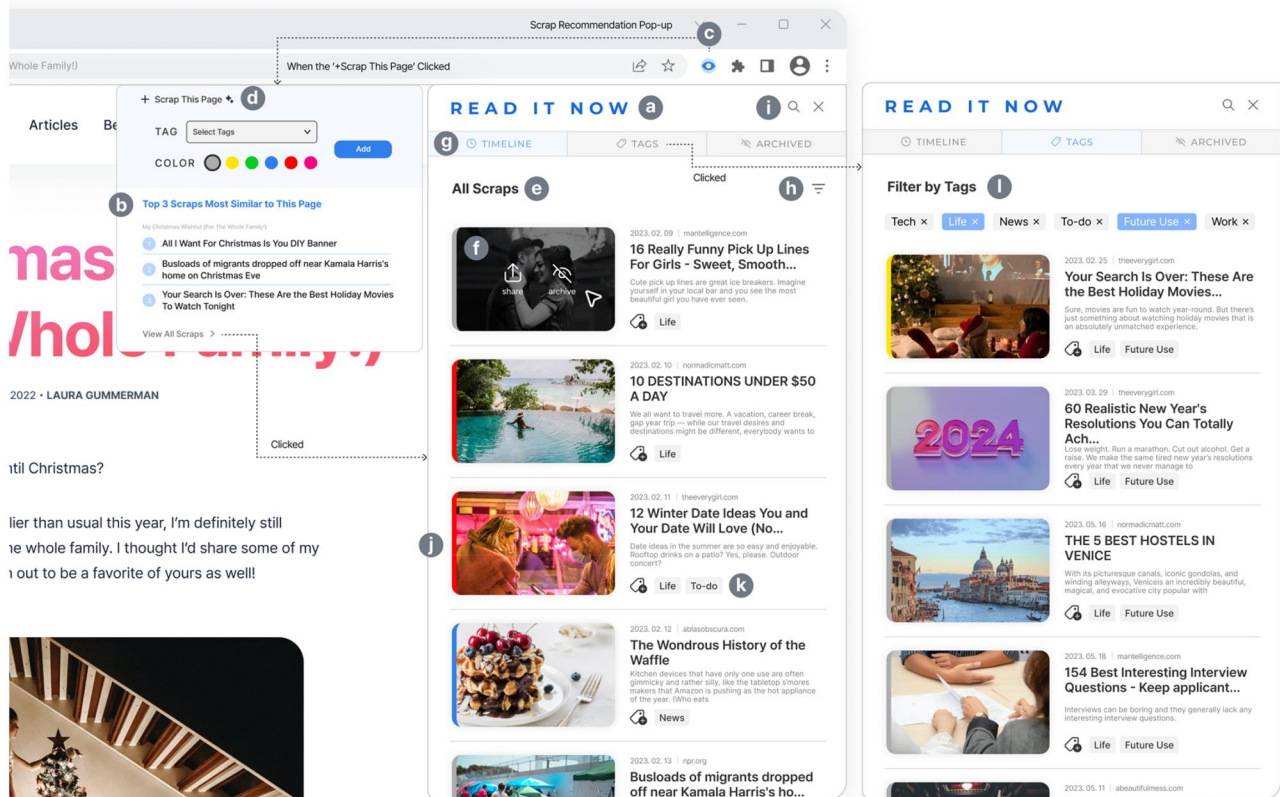 Scrap Recommendation Pop-up
c
Whole Family!)
When the '+Scrap This Page' Clicked
Articles
Be
mas
Whole Family!)
2022 • LAURA GUMMERMAN
ntil Christmas?
lier than usual this year, I'm definitely still
he whole family. I thought I'd share some of my
n out to be a favorite of yours as well!
+ Scrap This Page
d
TAG
Select Tags
Add
COLOR
b
Top 3 Scraps Most Similar to This Page
My Christmas Wishlist (For The Whole Family!)
1
All I Want For Christmas Is You DIY Banner
2
Busloads of migrants dropped off near Kamala Harris's
home on Christmas Eve
3
Your Search Is Over: These Are the Best Holiday Movies
To Watch Tonight
View All Scraps >
Clicked
READ IT NOW
a
i
g
TIMELINE
TAGS
ARCHIVED
Clicked
All Scraps
e
h
f
share
archive
2023. 02. 09 | mantelligence.com
16 Really Funny Pick Up Lines
For Girls - Sweet, Smooth...
Cute pick up lines are great ice breakers. Imagine
yourself in your local bar and you see the most
beautiful girl you have ever seen.
Life
2023. 02. 10 | normadicmatt.com
10 DESTINATIONS UNDER $50
A DAY
We all want to travel more. A vacation, career break,
gap year trip — while our travel desires and
destinations might be different, everybody wants to
Life
j
2023. 02. 11 | theeverygirl.com
12 Winter Date Ideas You and
Your Date Will Love (No...
Date ideas in the summer are so easy and enjoyable.
Rooftop drinks on a patio? Yes, please. Outdoor
concert?
Life
To-do
k
2023. 02. 12 | ablasobscura.com
The Wondrous History of the
Waffle
Kitchen devices that have only one use are often
gimmicky and rather silly, like the tabletop s'mores
makers that Amazon is pushing as the hot appliance
of the year. (Who eats
News
2023. 02. 13 | npr.org
Busloads of migrants dropped
off near Kamala Harris's ho...
READ IT NOW
TIMELINE
TAGS
ARCHIVED
Filter by Tags
l
Tech ×
Life ×
News ×
To-do ×
Future Use ×
Work ×
2023. 02. 25 | theeverygirl.com
Your Search Is Over: These Are
the Best Holiday Movies...
Sure, movies are fun to watch year-round. But there's
just something about watching holiday movies that is
an absolutely unmatched experience.
Life
Future Use
2024
2023. 03. 29 | theeverygirl.com
60 Realistic New Year's
Resolutions You Can Totally
Ach...
Lose weight. Run a marathon. Cut out alcohol. Get a
raise. We make the same tired new year's resolutions
every year that we never manage to
Life
Future Use
2023. 05. 16 | normadicmatt.com
THE 5 BEST HOSTELS IN
VENICE
With its picturesque canals, iconic gondolas, and
winding alleyways, Veniceis an incredibly beautiful,
magical, and evocative city popular with
Life
Future Use
2023. 05. 18 | mantelligence.com
154 Best Interesting Interview
Questions - Keep applicant...
Interviews can be boring and they generally lack any
interesting interview questions.
Life
Future Use
2023. 05. 11 | abeautifulmess.com